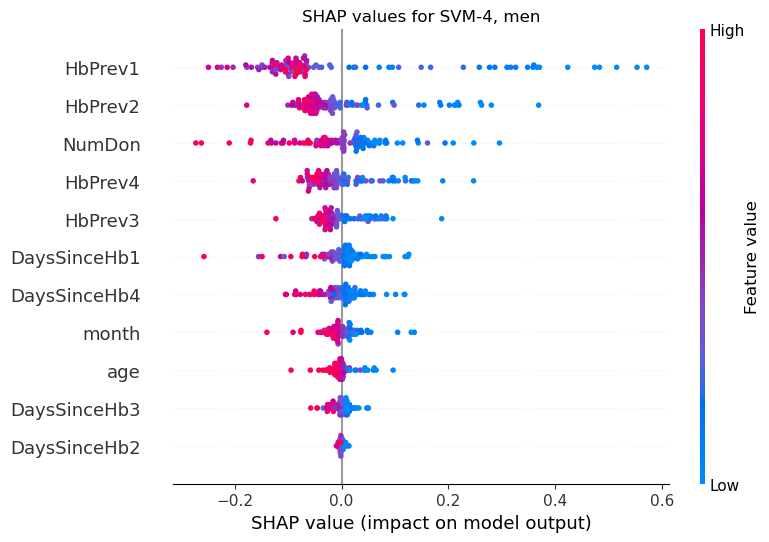 SHAP values for SVM-4, men
High
HbPrev1
HbPrev2
NumDon
HbPrev4
HbPrev3
DaysSinceHb1
DaysSinceHb4
month
age
DaysSinceHb3
DaysSinceHb2
Feature value
Low
−0.2 0.0 0.2 0.4 0.6
SHAP value (impact on model output)